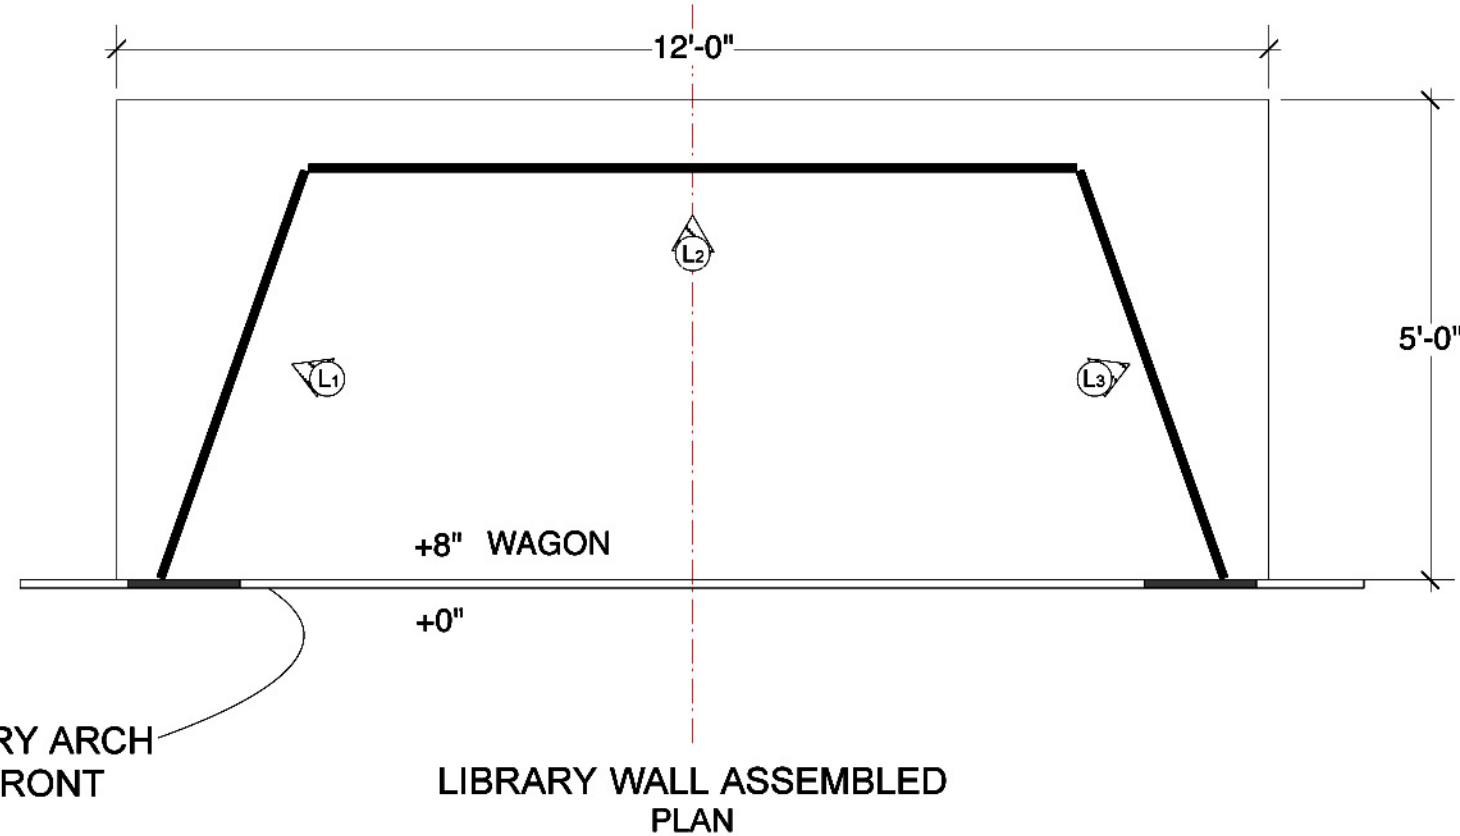 12'-0"
L2
5'-0"
L1
L3
+8" WAGON
+0"
RY ARCH
RONT
LIBRARY WALL ASSEMBLED
PLAN